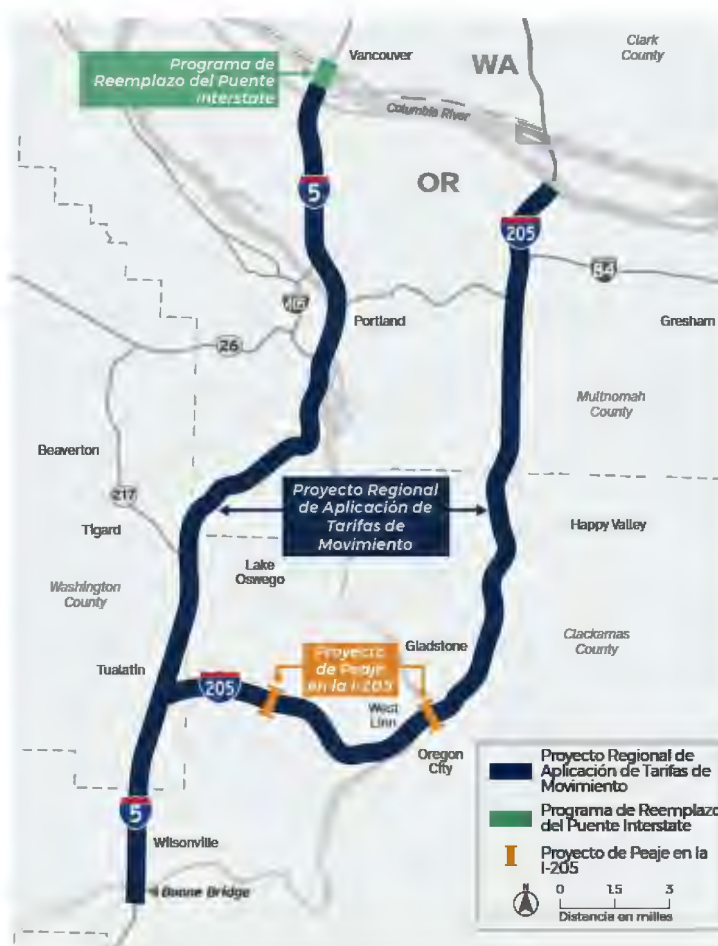 Programa de
Reemplazo del Puente
Interstate
Vancouver
WA
Clark
County
Columbia River
OR
5
205
84
405
Portland
Gresham
26
Multnomah
County
Beaverton
217
Proyecto Regional
de Aplicación de
Tarifas de
Movimiento
Tigard
Happy Valley
Lake
Oswego
Washington
County
Clackamas
County
Gladstone
Proyecto
de Peaje
en la I-205
Tualatin
205
West
Linn
Oregon
City
5
Wilsonville
Boone Bridge
Proyecto Regional de
Aplicación de Tarifas de
Movimiento
Programa de Reemplazo
del Puente Interstate
Proyecto de Peaje en la
I-205
N
0 1.5 3
Distancia en millas